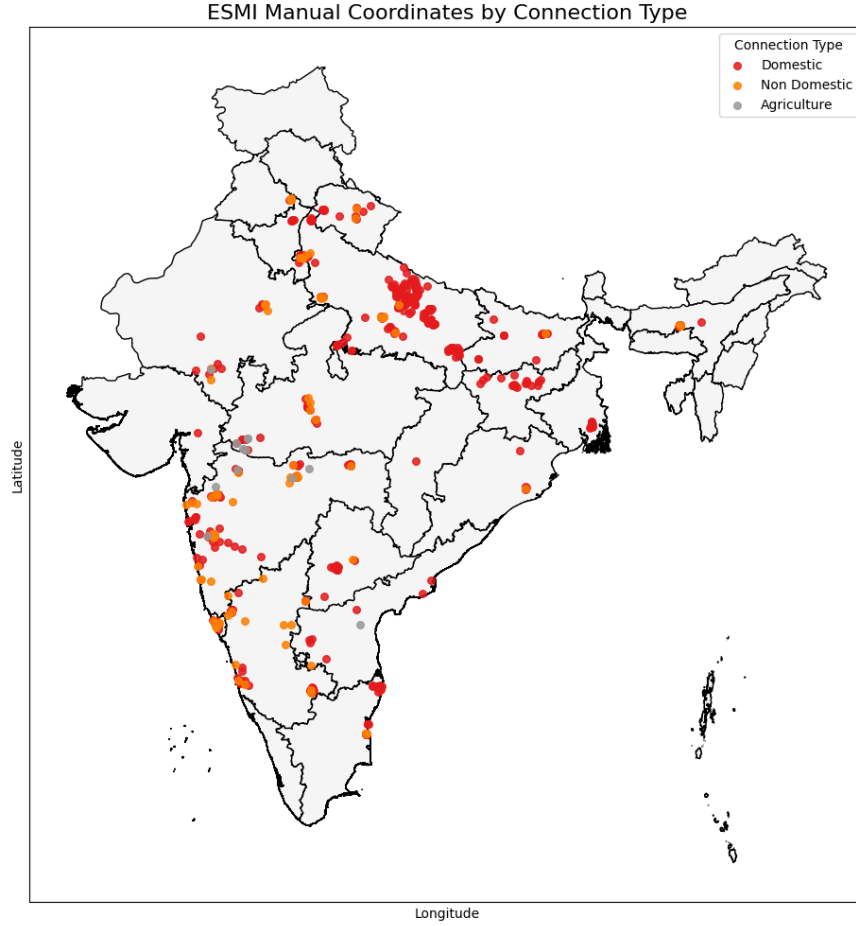 ESMI Manual Coordinates by Connection Type
Connection Type
Domestic
Non Domestic
Agriculture
Latitude
Longitude